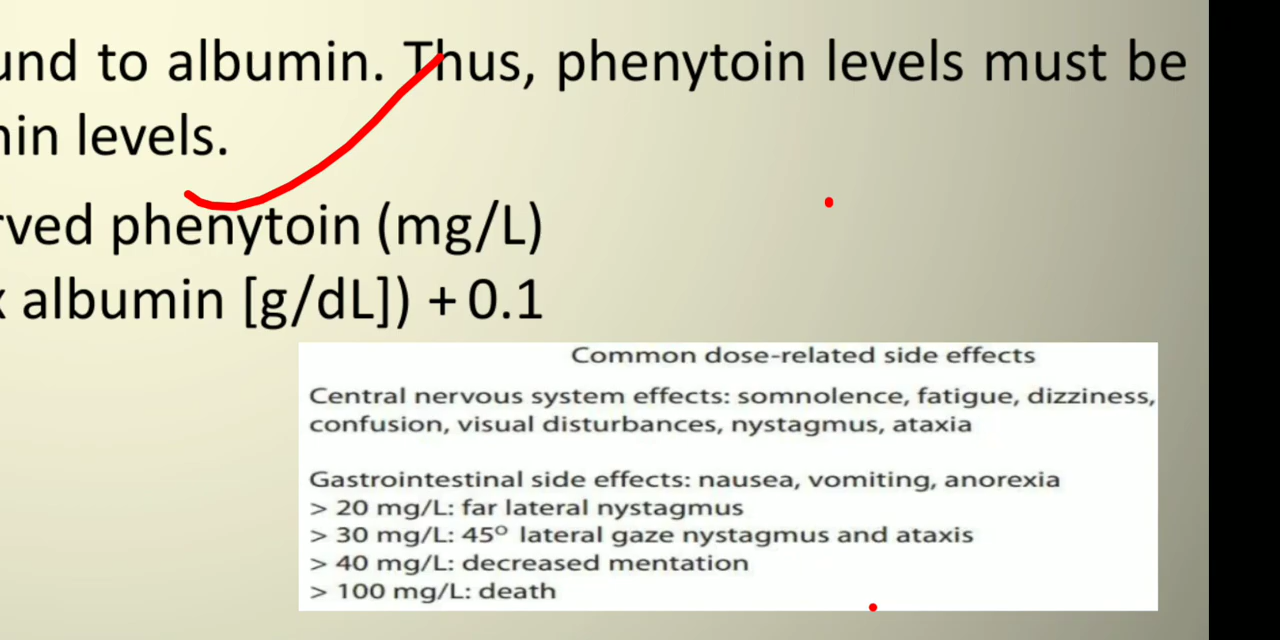 und to albumin. Thus, phenytoin levels must be
min levels.
rved phenytoin (mg/L)
x albumin [g/dL]) + 0.1
Common dose-related side effects
Central nervous system effects: somnolence, fatigue, dizziness,
confusion, visual disturbances, nystagmus, ataxia
Gastrointestinal side effects: nausea, vomiting, anorexia
> 20 mg/L: far lateral nystagmus
> 30 mg/L: 45º lateral gaze nystagmus and ataxis
> 40 mg/L: decreased mentation
> 100 mg/L: death